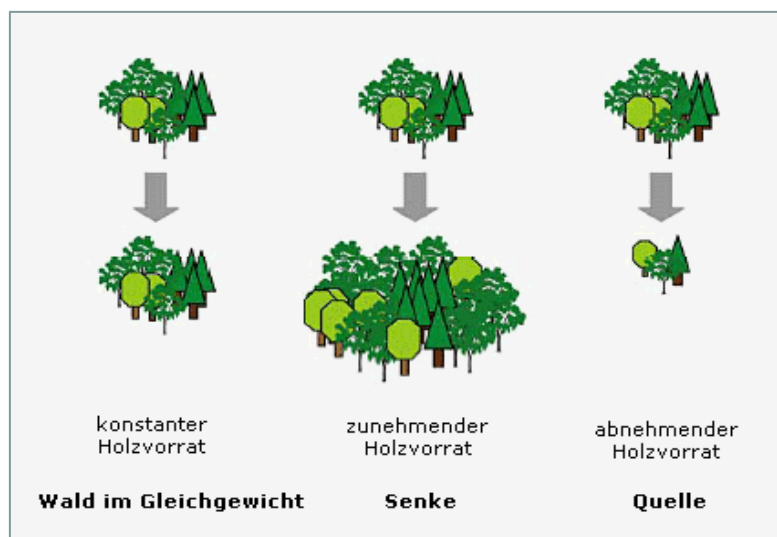 konstanter
Holzvorrat
zunehmender
Holzvorrat
abnehmender
Holzvorrat
Wald im Gleichgewicht
Senke
Quelle